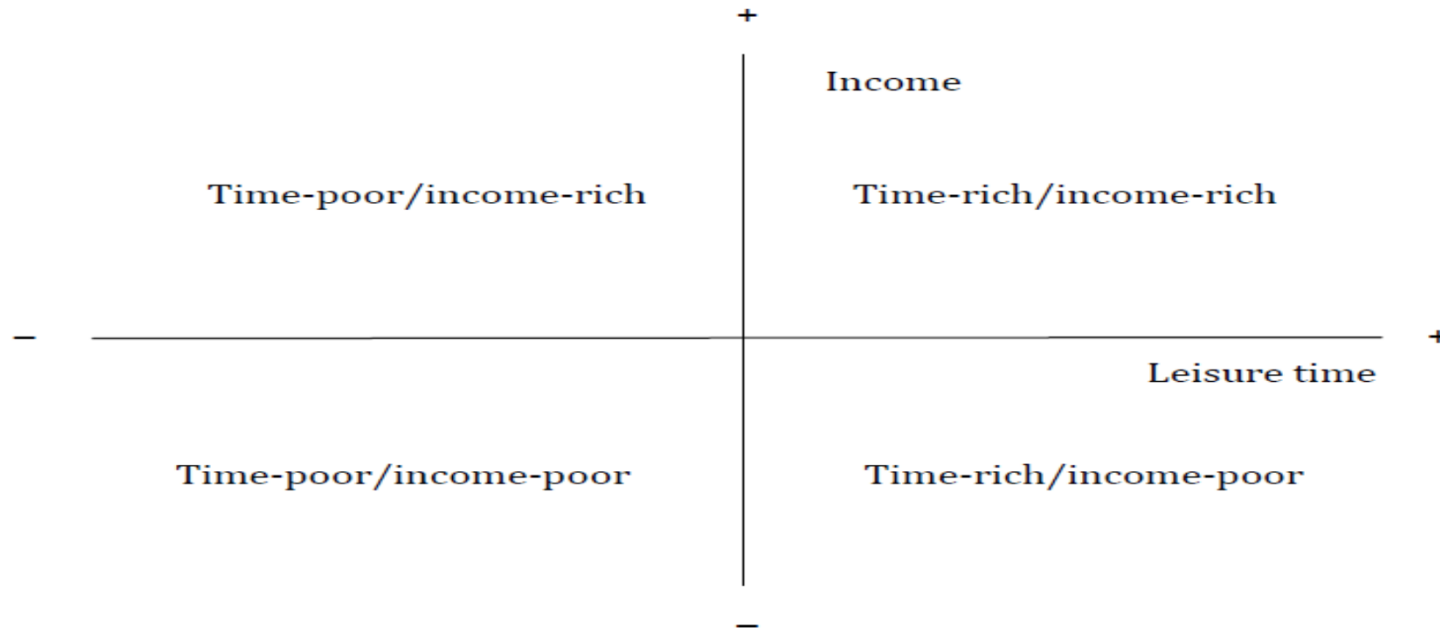 +
Income
Time-poor/income-rich
Time-rich/income-rich
−
+
Leisure time
Time-poor/income-poor
Time-rich/income-poor
−